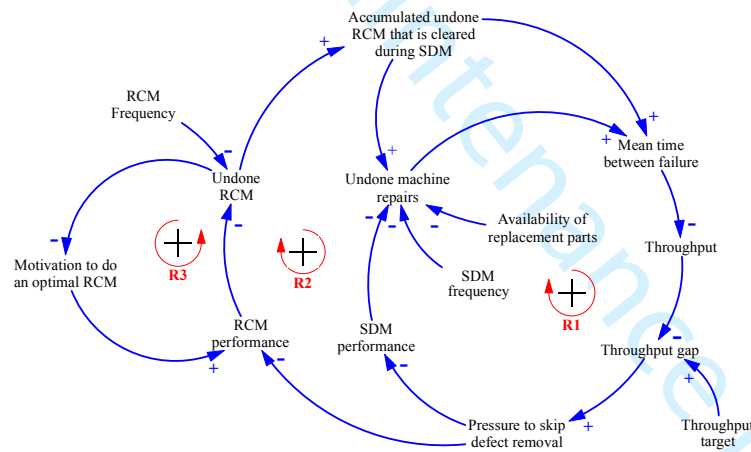 Accumulated undone
RCM that is cleared
during SDM
+
RCM
Frequency
-
+
+
+
Mean time
between failure
Undone
RCM
Undone machine
repairs
-
-
-
-
-
-
Availability of
replacement parts
Throughput
Motivation to do
an optimal RCM
R3
R2
SDM
frequency
R1
RCM
performance
SDM
performance
-
Throughput gap
+
-
-
+
Pressure to skip
defect removal
+
Throughput
target
intenance